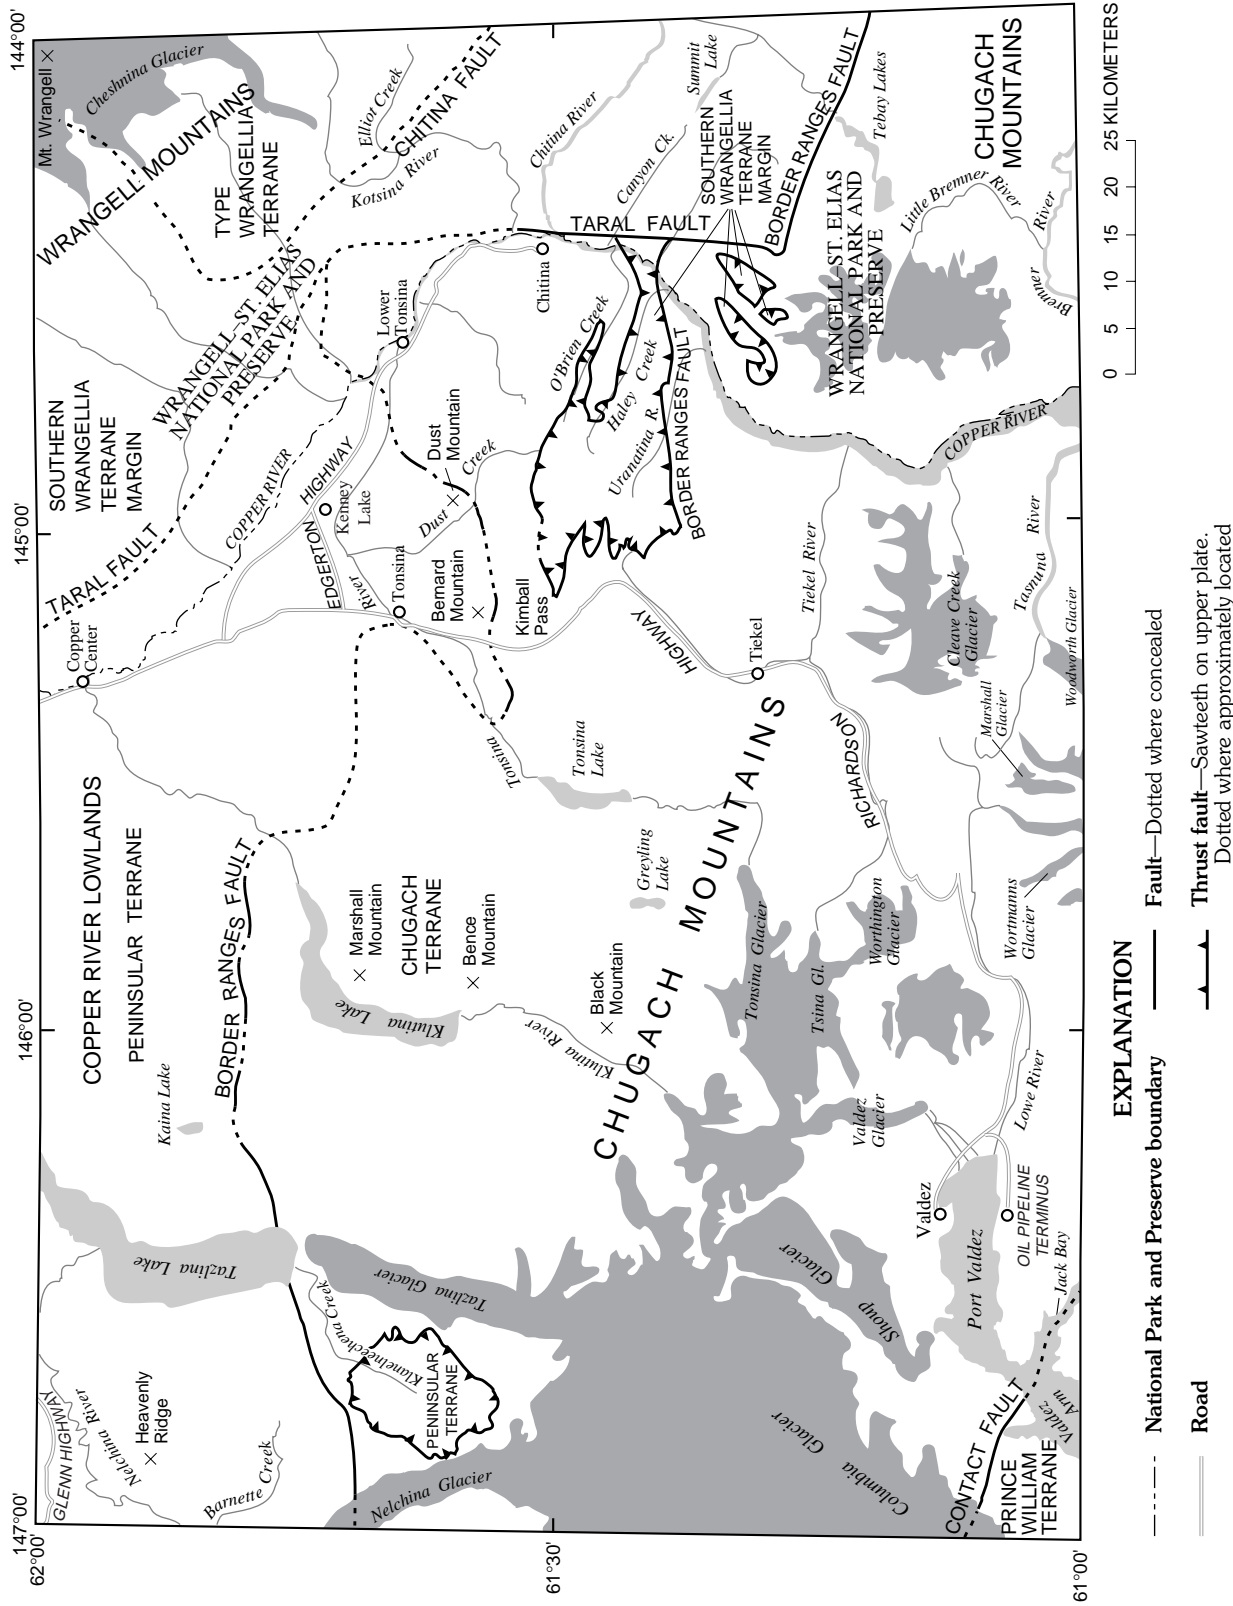 147°00'
146°00'
145°00'
144°00'
62°00'
61°30'
61°00'
GLENN HIGHWAY
Nelchina River
Heavenly
Ridge
Barnette Creek
Tazlina Lake
Kaina Lake
COPPER RIVER LOWLANDS
PENINSULAR TERRANE
BORDER RANGES FAULT
Copper
Center
TARAL FAULT
SOUTHERN
WRANGELLIA
TERRANE
MARGIN
COPPER RIVER
WRANGELL–ST. ELIAS
NATIONAL PARK AND
PRESERVE
WRANGELL MOUNTAINS
Mt. Wrangell
Cheshnina Glacier
TYPE
WRANGELLIA
TERRANE
Elliot Creek
CHITINA FAULT
Kotsina River
Nelchina Glacier
PENINSULAR
TERRANE
Klanelneechena Creek
Tazlina Glacier
Klutina Lake
Marshall
Mountain
CHUGACH
TERRANE
Bence
Mountain
Klutina River
Black
Mountain
Greyling
Lake
Tonsina
Lake
Tonsina
River
Tonsina
EDGERTON
HIGHWAY
Kenney
Lake
Lower
Tonsina
Bernard
Mountain
Dust
Mountain
Dust Creek
Kimball
Pass
Chitina
Chitina River
TARAL FAULT
O'Brien Creek
Haley Creek
Uranatina R.
BORDER RANGES FAULT
Canyon Ck.
Summit
Lake
SOUTHERN
WRANGELLIA
TERRANE
MARGIN
BORDER RANGES FAULT
Tebay Lakes
CHUGACH
MOUNTAINS
WRANGELL–ST. ELIAS
NATIONAL PARK AND
PRESERVE
Little Bremner River
Bremner River
COPPER RIVER
CHUGACH MOUNTAINS
HIGHWAY
Tiekel
Tiekel River
RICHARDSON
Cleave Creek
Glacier
Tasnuna River
Woodworth Glacier
Marshall
Glacier
Wortmanns
Glacier
Worthington
Glacier
Tonsina Glacier
Tsina Gl.
Valdez
Glacier
Lowe River
Valdez
OIL PIPELINE
TERMINUS
Port Valdez
Jack Bay
Shoup Glacier
Columbia Glacier
Valdez
Arm
CONTACT FAULT
PRINCE
WILLIAM
TERRANE
0 5 10 15 20 25 KILOMETERS
EXPLANATION
National Park and Preserve boundary
Road
Fault—Dotted where concealed
Thrust fault—Sawteeth on upper plate.
Dotted where approximately located